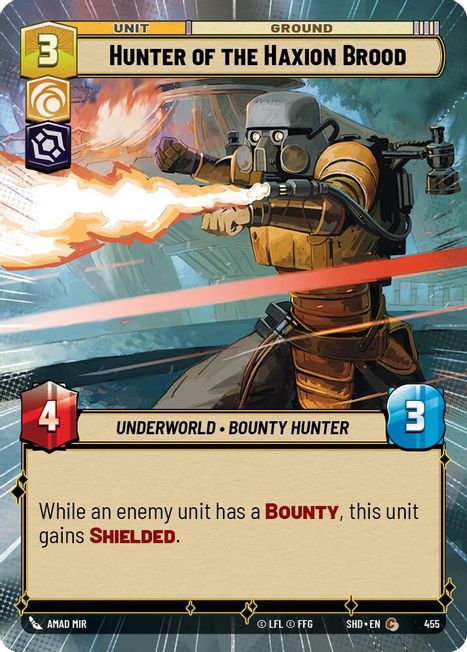 UNIT GROUND
3 HUNTER OF THE HAXION BROOD
4 UNDERWORLD • BOUNTY HUNTER 3
While an enemy unit has a BOUNTY, this unit
gains SHIELDED.
AMAD MIR © LFL © FFG SHD • EN C 455